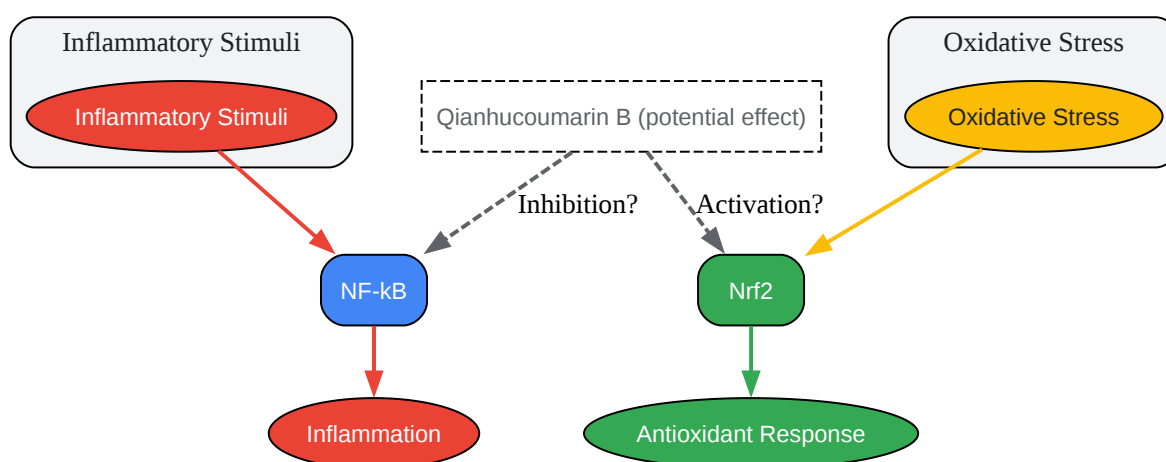 Inflammatory Stimuli
Oxidative Stress
Inflammatory Stimuli
Qianhucoumarin B (potential effect)
Oxidative Stress
Inhibition?
Activation?
NF-kB
Nrf2
Inflammation
Antioxidant Response